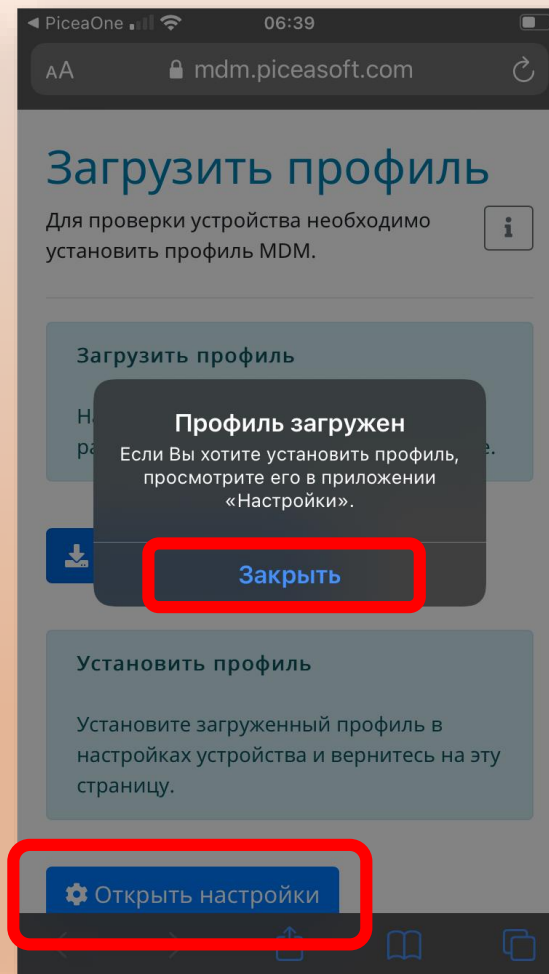 PiceaOne
06:39
AA
mdm.piceasoft.com
Загрузить профиль
Для проверки устройства необходимо
установить профиль MDM.
i
Загрузить профиль
Профиль загружен
Если Вы хотите установить профиль,
просмотрите его в приложении
«Настройки».
Закрыть
Установить профиль
Установите загруженный профиль в
настройках устройства и вернитесь на эту
страницу.
Открыть настройки